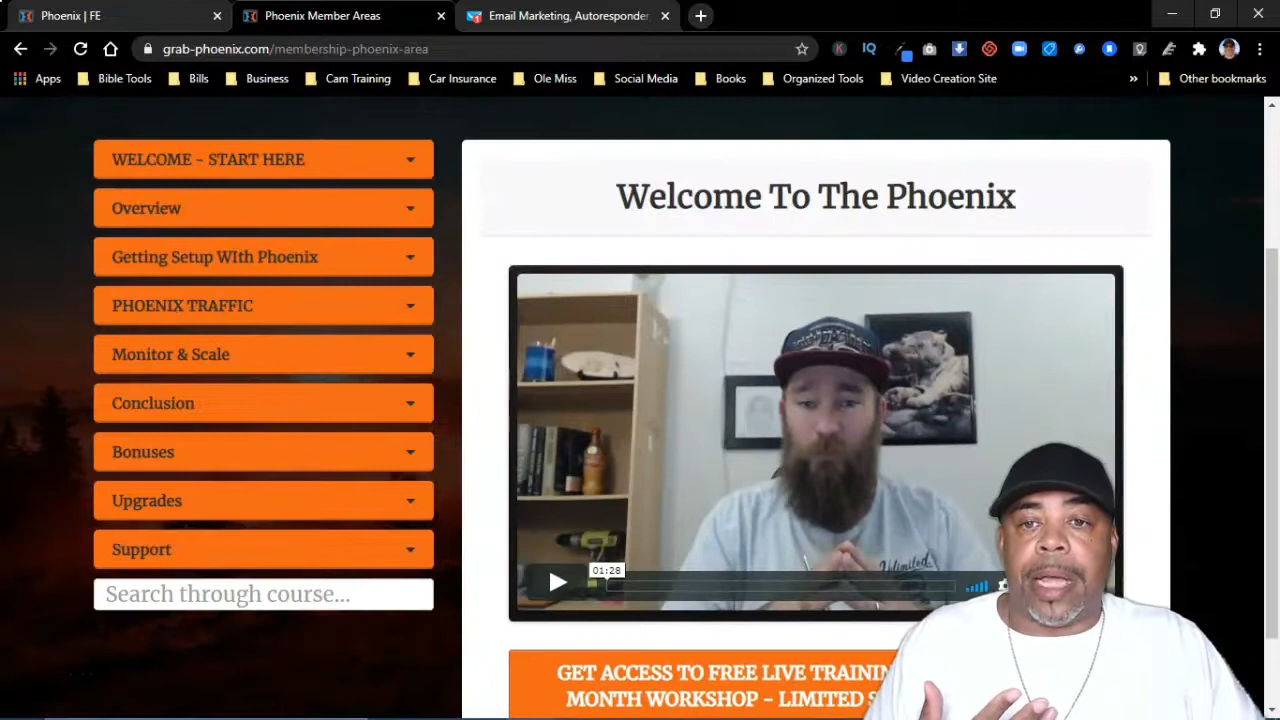 Phoenix | FE
Phoenix Member Areas
Email Marketing, Autoresponder
grab-phoenix.com/membership-phoenix-area
Apps
Bible Tools
Bills
Business
Cam Training
Car Insurance
Ole Miss
Social Media
Books
Organized Tools
Video Creation Site
Other bookmarks
WELCOME - START HERE
Overview
Getting Setup WIth Phoenix
PHOENIX TRAFFIC
Monitor & Scale
Conclusion
Bonuses
Upgrades
Support
Search through course...
Welcome To The Phoenix
Unlimited
01:28
GET ACCESS TO FREE LIVE TRAININ
MONTH WORKSHOP - LIMITED S